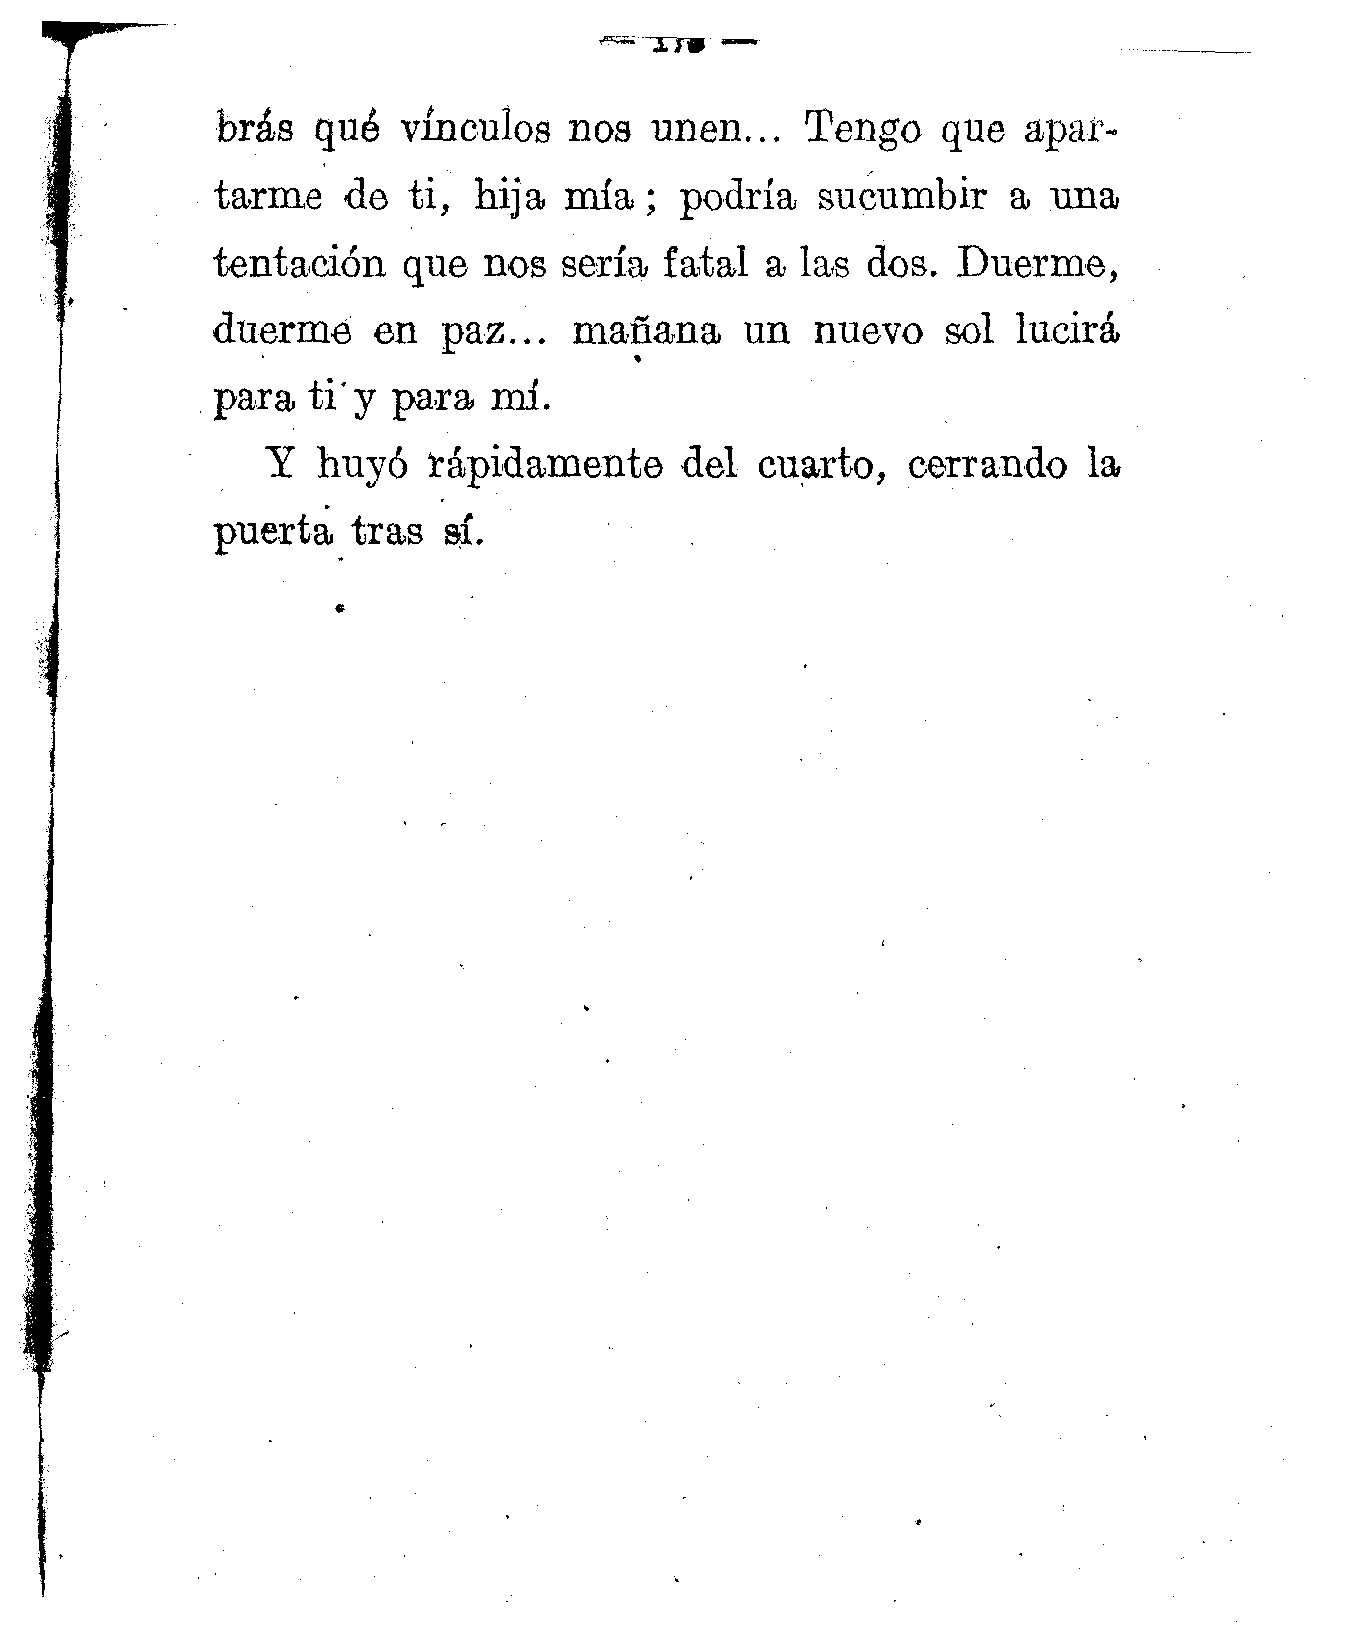 brás qué vínculos nos unen... Tengo que apar-
tarme de ti, hija mía; podría sucumbir a una
tentación que nos sería fatal a las dos. Duerme,
duerme en paz... mañana un nuevo sol lucirá
para ti y para mí.
Y huyó rápidamente del cuarto, cerrando la
puerta tras sí.